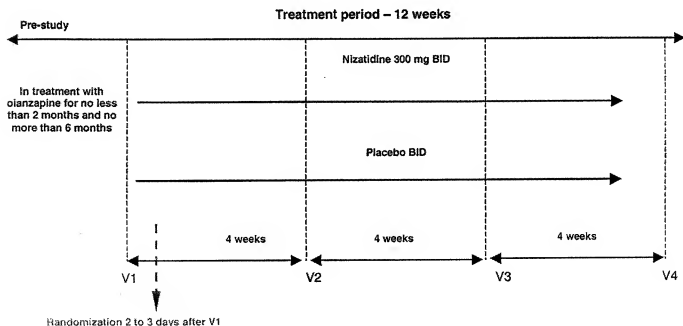 Treatment period – 12 weeks
Pre-study
Nizatidine 300 mg BID
In treatment with
olanzapine for no less
than 2 months and no
more than 6 months
Placebo BID
4 weeks
4 weeks
4 weeks
V1
V2
V3
V4
Randomization 2 to 3 days after V1